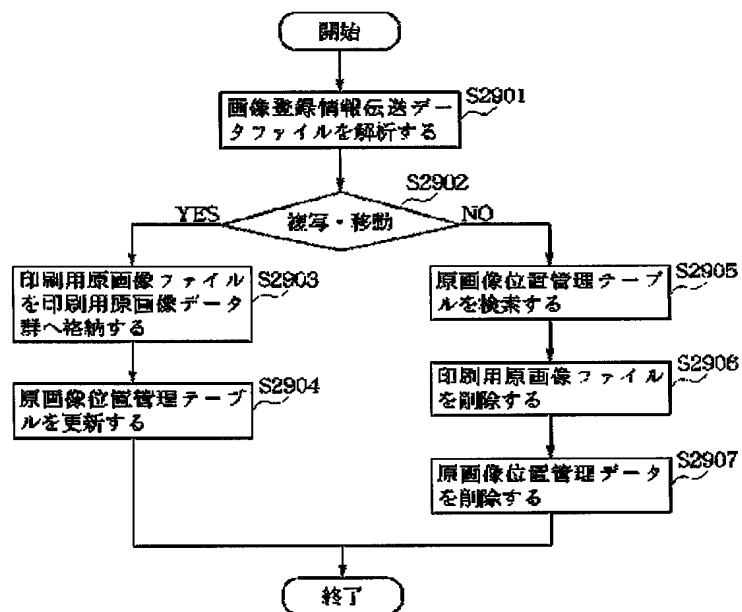 開始
画像登録情報伝送デー
タファイルを解析する
S2901
複写・移動
S2902
YES
NO
印刷用原画像ファイル
を印刷用原画像データ
群へ格納する
S2903
原画像位置管理テーブ
ルを更新する
S2904
原画像位置管理テーブ
ルを検索する
S2905
印刷用原画像ファイル
を削除する
S2906
原画像位置管理データ
を削除する
S2907
終了